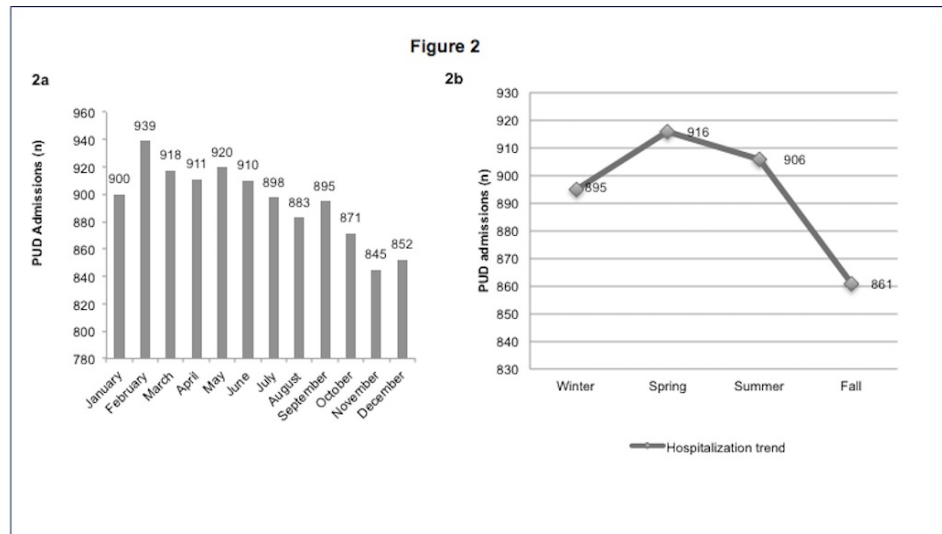 Figure 2
2a
PUD Admissions (n)
960
940
920
900
880
860
840
820
800
780
900
939
918
911
920
910
898
883
895
871
845
852
January
February
March
April
May
June
July
August
September
October
November
December
2b
PUD admissions (n)
930
920
910
900
890
880
870
860
850
840
830
895
916
906
861
Winter
Spring
Summer
Fall
Hospitalization trend